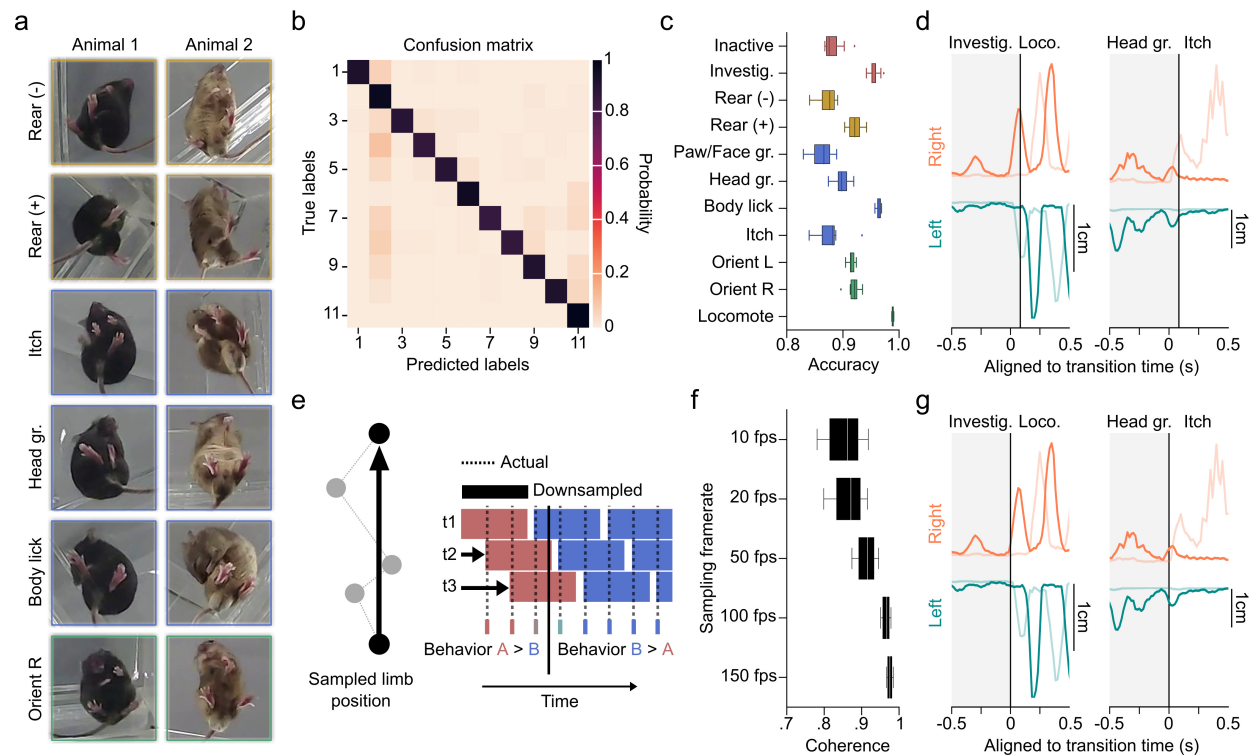 a
Animal 1
Animal 2
Rear (-)
Rear (+)
Itch
Head gr.
Body lick
Orient R
b
Confusion matrix
True labels
1
3
5
7
9
11
1
3
5
7
9
11
Predicted labels
1
0.8
0.6
0.4
0.2
0
Probability
c
Inactive
Investig.
Rear (-)
Rear (+)
Paw/Face gr.
Head gr.
Body lick
Itch
Orient L
Orient R
Locomote
0.8
0.9
1.0
Accuracy
d
Investig.
Loco.
Head gr.
Itch
Right
Left
1cm
1cm
-0.5
0
0.5
-0.5
0
0.5
Aligned to transition time (s)
e
Sampled limb
position
Actual
Downsampled
t1
t2
t3
Behavior A > B
Behavior B > A
Time
f
Sampling framerate
10 fps
20 fps
50 fps
100 fps
150 fps
.7
.8
.9
1
Coherence
g
Investig.
Loco.
Head gr.
Itch
Right
Left
1cm
1cm
-0.5
0
0.5
-0.5
0
0.5
Aligned to transition time (s)